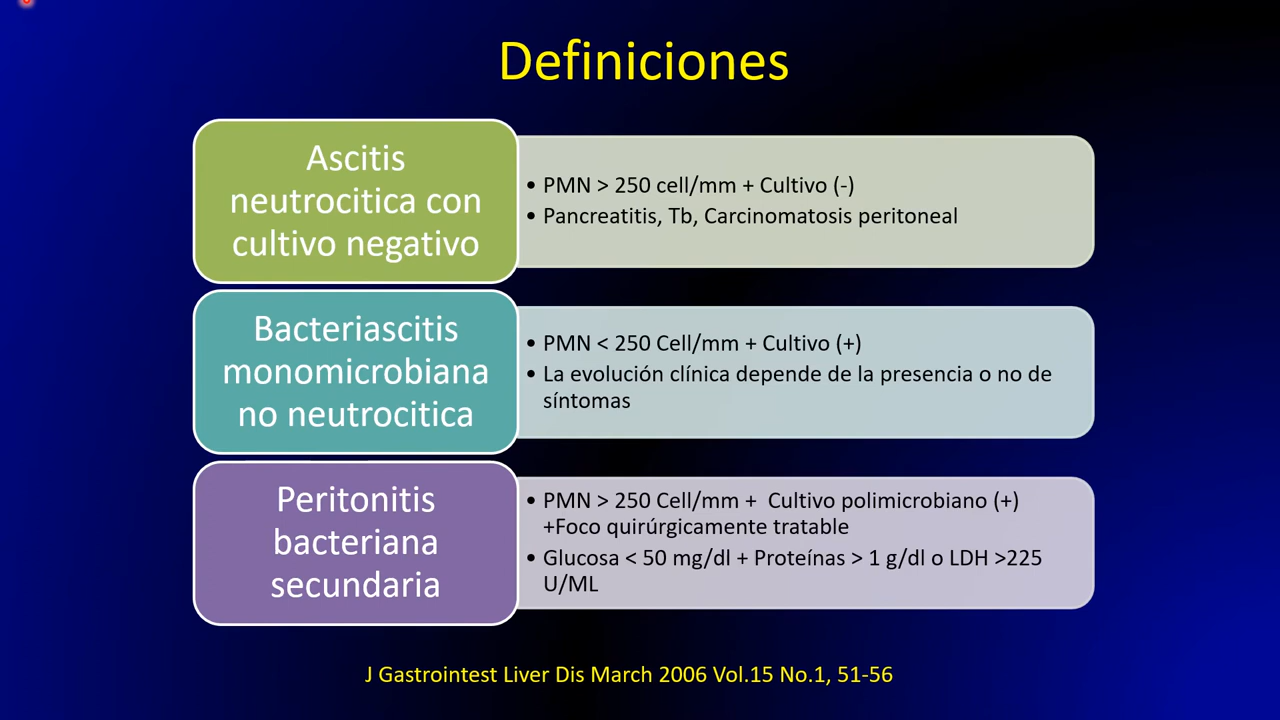 Definiciones
Ascitis
neutrocitica con
cultivo negativo
• PMN > 250 cell/mm + Cultivo (-)
• Pancreatitis, Tb, Carcinomatosis peritoneal
Bacteriascitis
monomicrobiana
no neutrocitica
• PMN < 250 Cell/mm + Cultivo (+)
• La evolución clínica depende de la presencia o no de
síntomas
Peritonitis
bacteriana
secundaria
• PMN > 250 Cell/mm + Cultivo polimicrobiano (+)
+Foco quirúrgicamente tratable
• Glucosa < 50 mg/dl + Proteínas > 1 g/dl o LDH >225
U/ML
J Gastrointest Liver Dis March 2006 Vol.15 No.1, 51-56